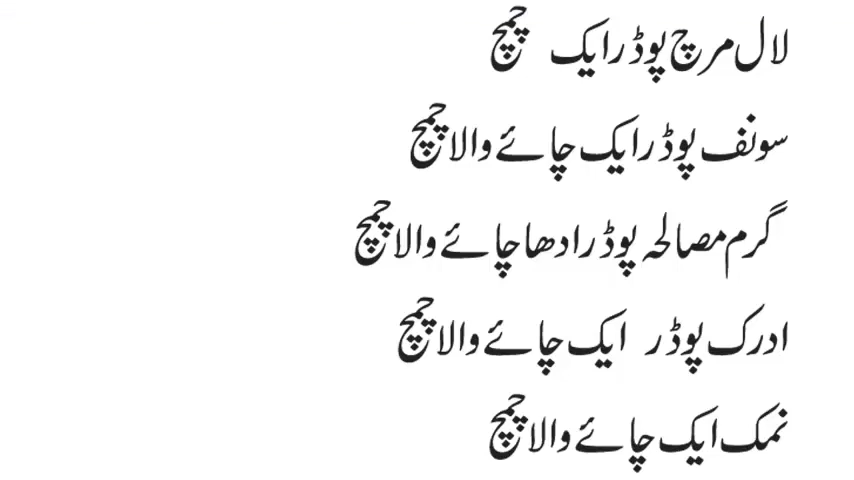 لال مرچ پوڈر ایک چمچ
سونف پوڈر ایک چائے والا چمچ
گرم مصالحہ پوڈر ادھا چائے والا چمچ
ادرک پوڈر ایک چائے والا چمچ
نمک ایک چائے والا چمچ